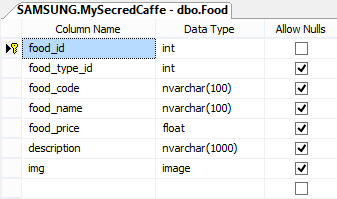 SAMSUNG.MySecredCaffe - dbo.Food
Column Name Data Type Allow Nulls
food_id int
food_type_id int
food_code nvarchar(100)
food_name nvarchar(100)
food_price float
description nvarchar(1000)
img image